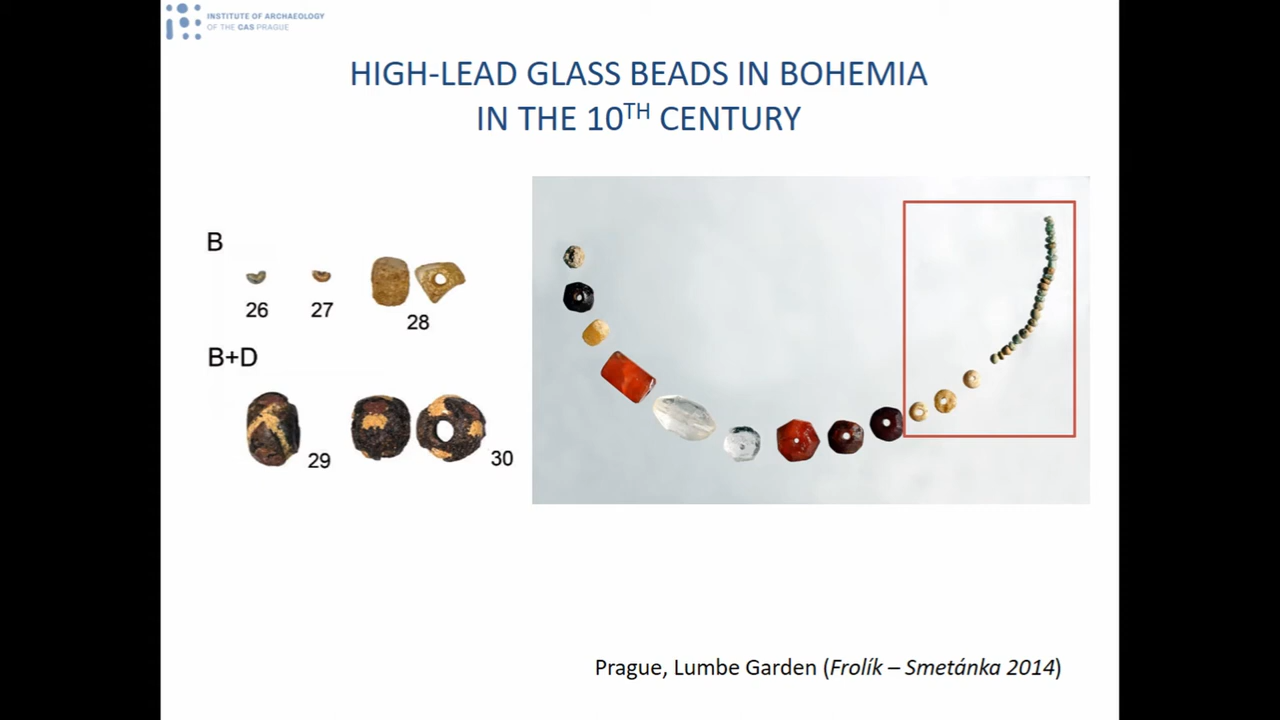 INSTITUTE OF ARCHAEOLOGY
OF THE CAS PRAGUE
HIGH-LEAD GLASS BEADS IN BOHEMIA
IN THE 10TH CENTURY
B
26
27
28
B+D
29
30
Prague, Lumbe Garden (Frolík – Smetánka 2014)